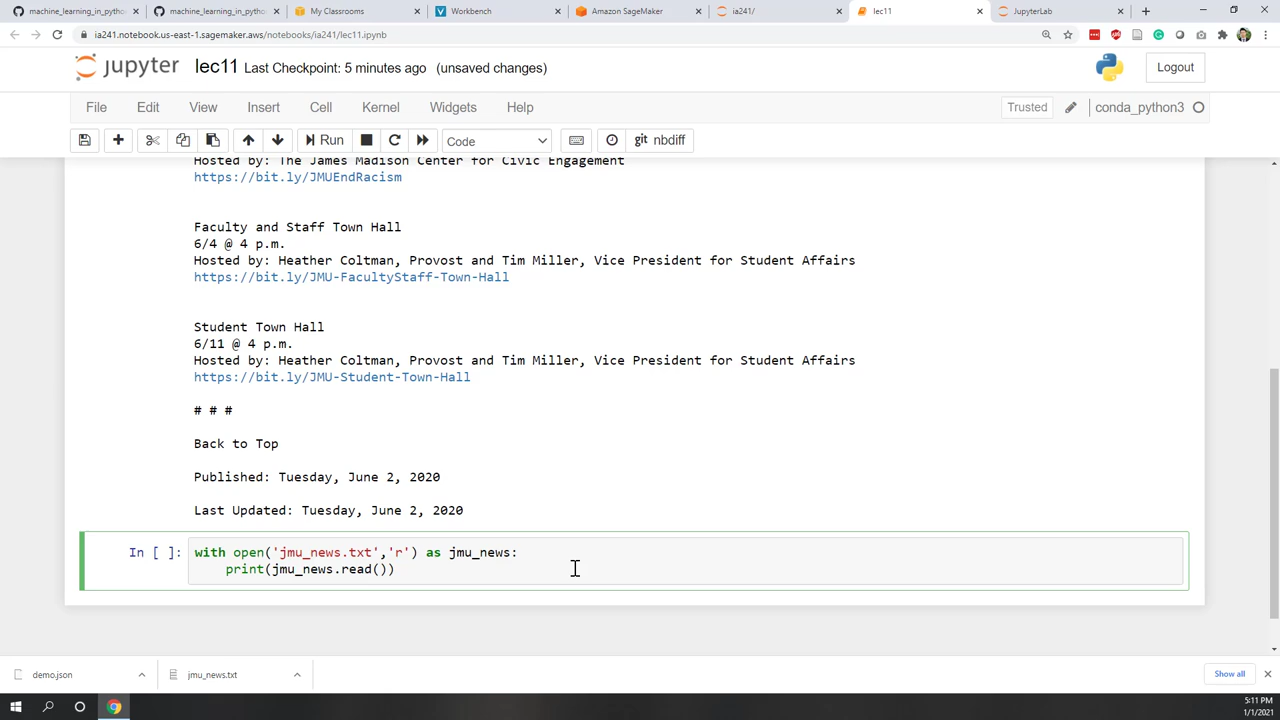 machine_learning_in_pytho
machine_learning_in_pytho
My Classrooms
Workbench
Amazon SageMaker
ia241/
lec11
JupyterLab
ia241.notebook.us-east-1.sagemaker.aws/notebooks/ia241/lec11.ipynb
jupyter lec11 Last Checkpoint: 5 minutes ago (unsaved changes)
Logout
File Edit View Insert Cell Kernel Widgets Help
Trusted
conda_python3
Run
Code
git nbdiff
Hosted by: The James Madison Center for Civic Engagement
https://bit.ly/JMUEndRacism
Faculty and Staff Town Hall
6/4 @ 4 p.m.
Hosted by: Heather Coltman, Provost and Tim Miller, Vice President for Student Affairs
https://bit.ly/JMU-FacultyStaff-Town-Hall
Student Town Hall
6/11 @ 4 p.m.
Hosted by: Heather Coltman, Provost and Tim Miller, Vice President for Student Affairs
https://bit.ly/JMU-Student-Town-Hall
# # #
Back to Top
Published: Tuesday, June 2, 2020
Last Updated: Tuesday, June 2, 2020
In [ ]: with open('jmu_news.txt','r') as jmu_news:
print(jmu_news.read())
demo.json
jmu_news.txt
Show all
5:11 PM
1/1/2021